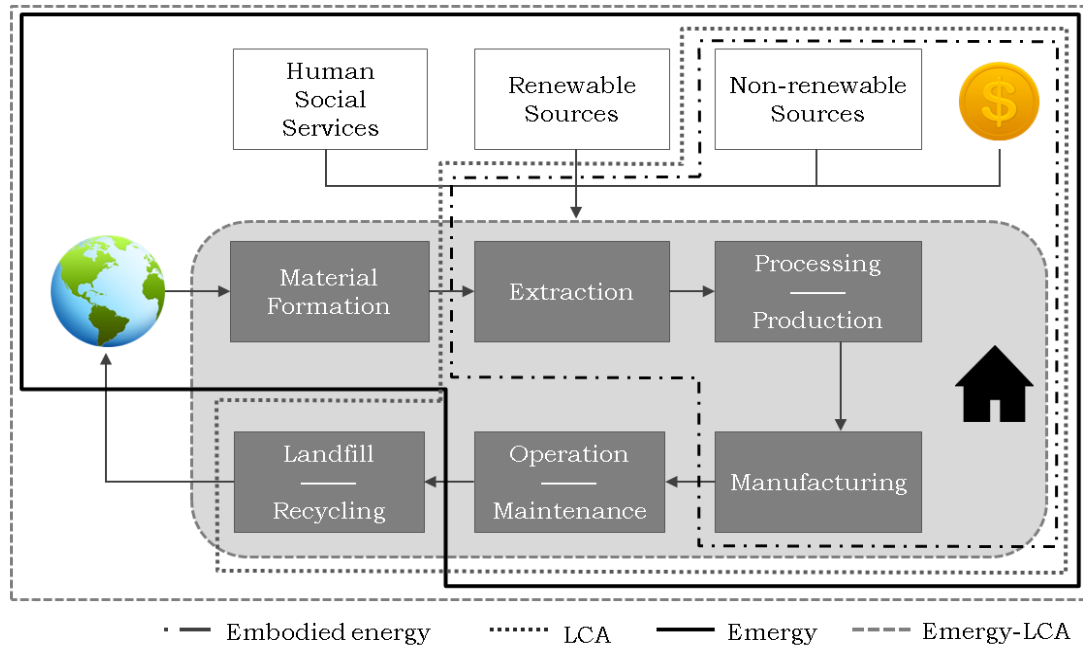 Human
Social
Services
Renewable
Sources
Non-renewable
Sources
$
Material
Formation
Extraction
Processing
Production
Landfill
Recycling
Operation
Maintenance
Manufacturing
Embodied energy
LCA
Emergy
Emergy-LCA